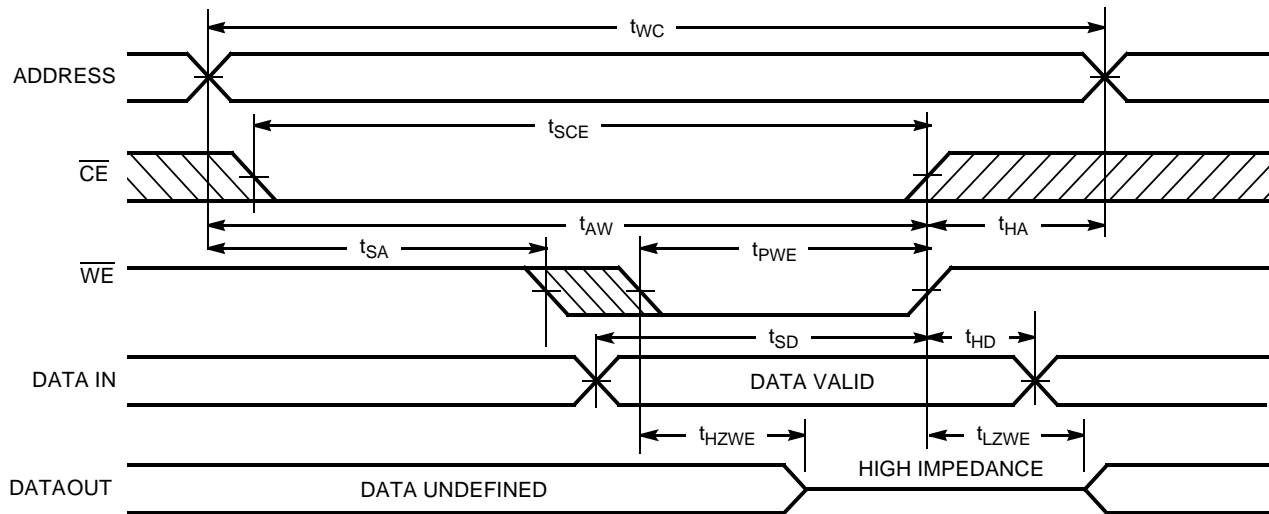 tWC
ADDRESS
tSCE
CE
tAW
tHA
tSA
tPWE
WE
tSD
tHD
DATA IN
DATA VALID
tHZWE
tLZWE
HIGH IMPEDANCE
DATAOUT
DATA UNDEFINED